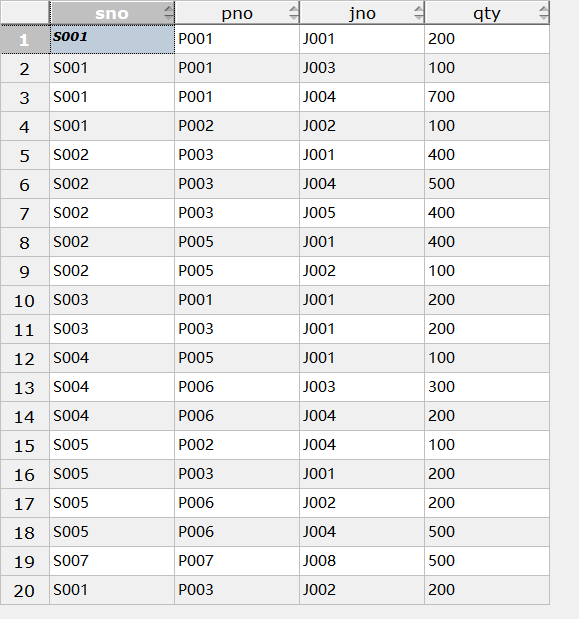 sno pno jno qty
1 S001 P001 J001 200
2 S001 P001 J003 100
3 S001 P001 J004 700
4 S001 P002 J002 100
5 S002 P003 J001 400
6 S002 P003 J004 500
7 S002 P003 J005 400
8 S002 P005 J001 400
9 S002 P005 J002 100
10 S003 P001 J001 200
11 S003 P003 J001 200
12 S004 P005 J001 100
13 S004 P006 J003 300
14 S004 P006 J004 200
15 S005 P002 J004 100
16 S005 P003 J001 200
17 S005 P006 J002 200
18 S005 P006 J004 500
19 S007 P007 J008 500
20 S001 P003 J002 200